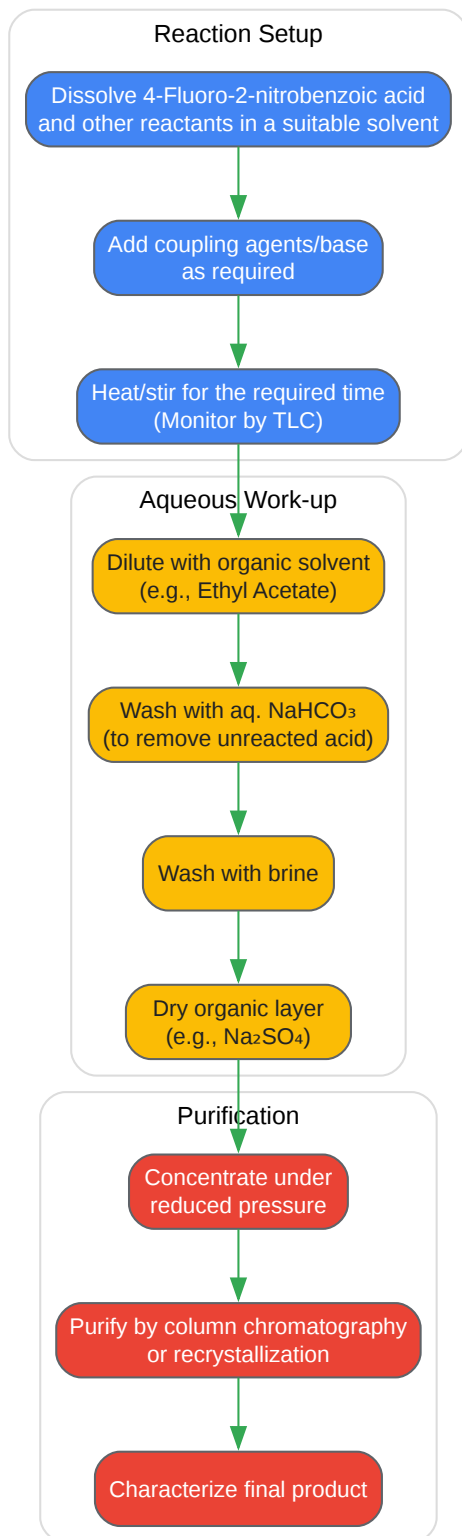 Reaction Setup
Dissolve 4-Fluoro-2-nitrobenzoic acid
and other reactants in a suitable solvent
Add coupling agents/base
as required
Heat/stir for the required time
(Monitor by TLC)
Aqueous Work-up
Dilute with organic solvent
(e.g., Ethyl Acetate)
Wash with aq. NaHCO₃
(to remove unreacted acid)
Wash with brine
Dry organic layer
(e.g., Na₂SO₄)
Purification
Concentrate under
reduced pressure
Purify by column chromatography
or recrystallization
Characterize final product